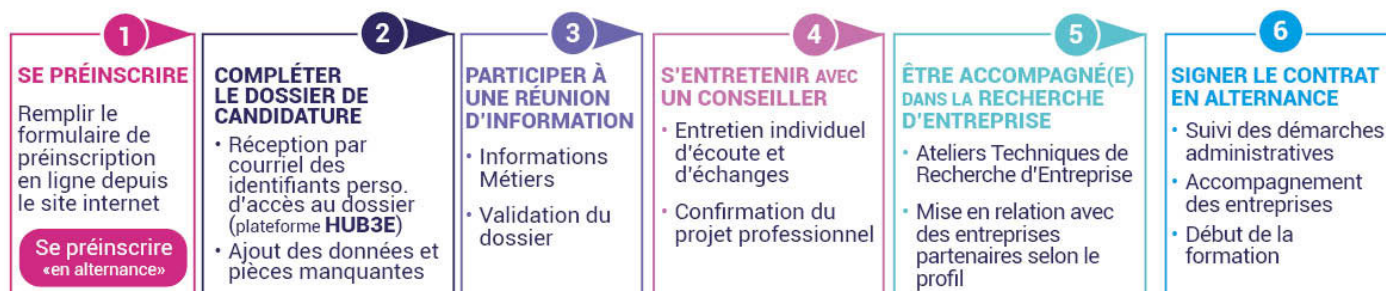 1
SE PRÉINSCRIRE
Remplir le
formulaire de
préinscription
en ligne depuis
le site internet
Se préinscrire
«en alternance»
2
COMPLÉTER
LE DOSSIER DE
CANDIDATURE
• Réception par
courriel des
identifiants perso.
d'accès au dossier
(plateforme HUB3E)
• Ajout des données et
pièces manquantes
3
PARTICIPER À
UNE RÉUNION
D'INFORMATION
• Informations
Métiers
• Validation du
dossier
4
S'ENTRETENIR AVEC
UN CONSEILLER
• Entretien individuel
d'écoute et
d'échanges
• Confirmation du
projet professionnel
5
ÊTRE ACCOMPAGNÉ(E)
DANS LA RECHERCHE
D'ENTREPRISE
• Ateliers Techniques de
Recherche d'Entreprise
• Mise en relation avec
des entreprises
partenaires selon le
profil
6
SIGNER LE CONTRAT
EN ALTERNANCE
• Suivi des démarches
administratives
• Accompagnement
des entreprises
• Début de la
formation